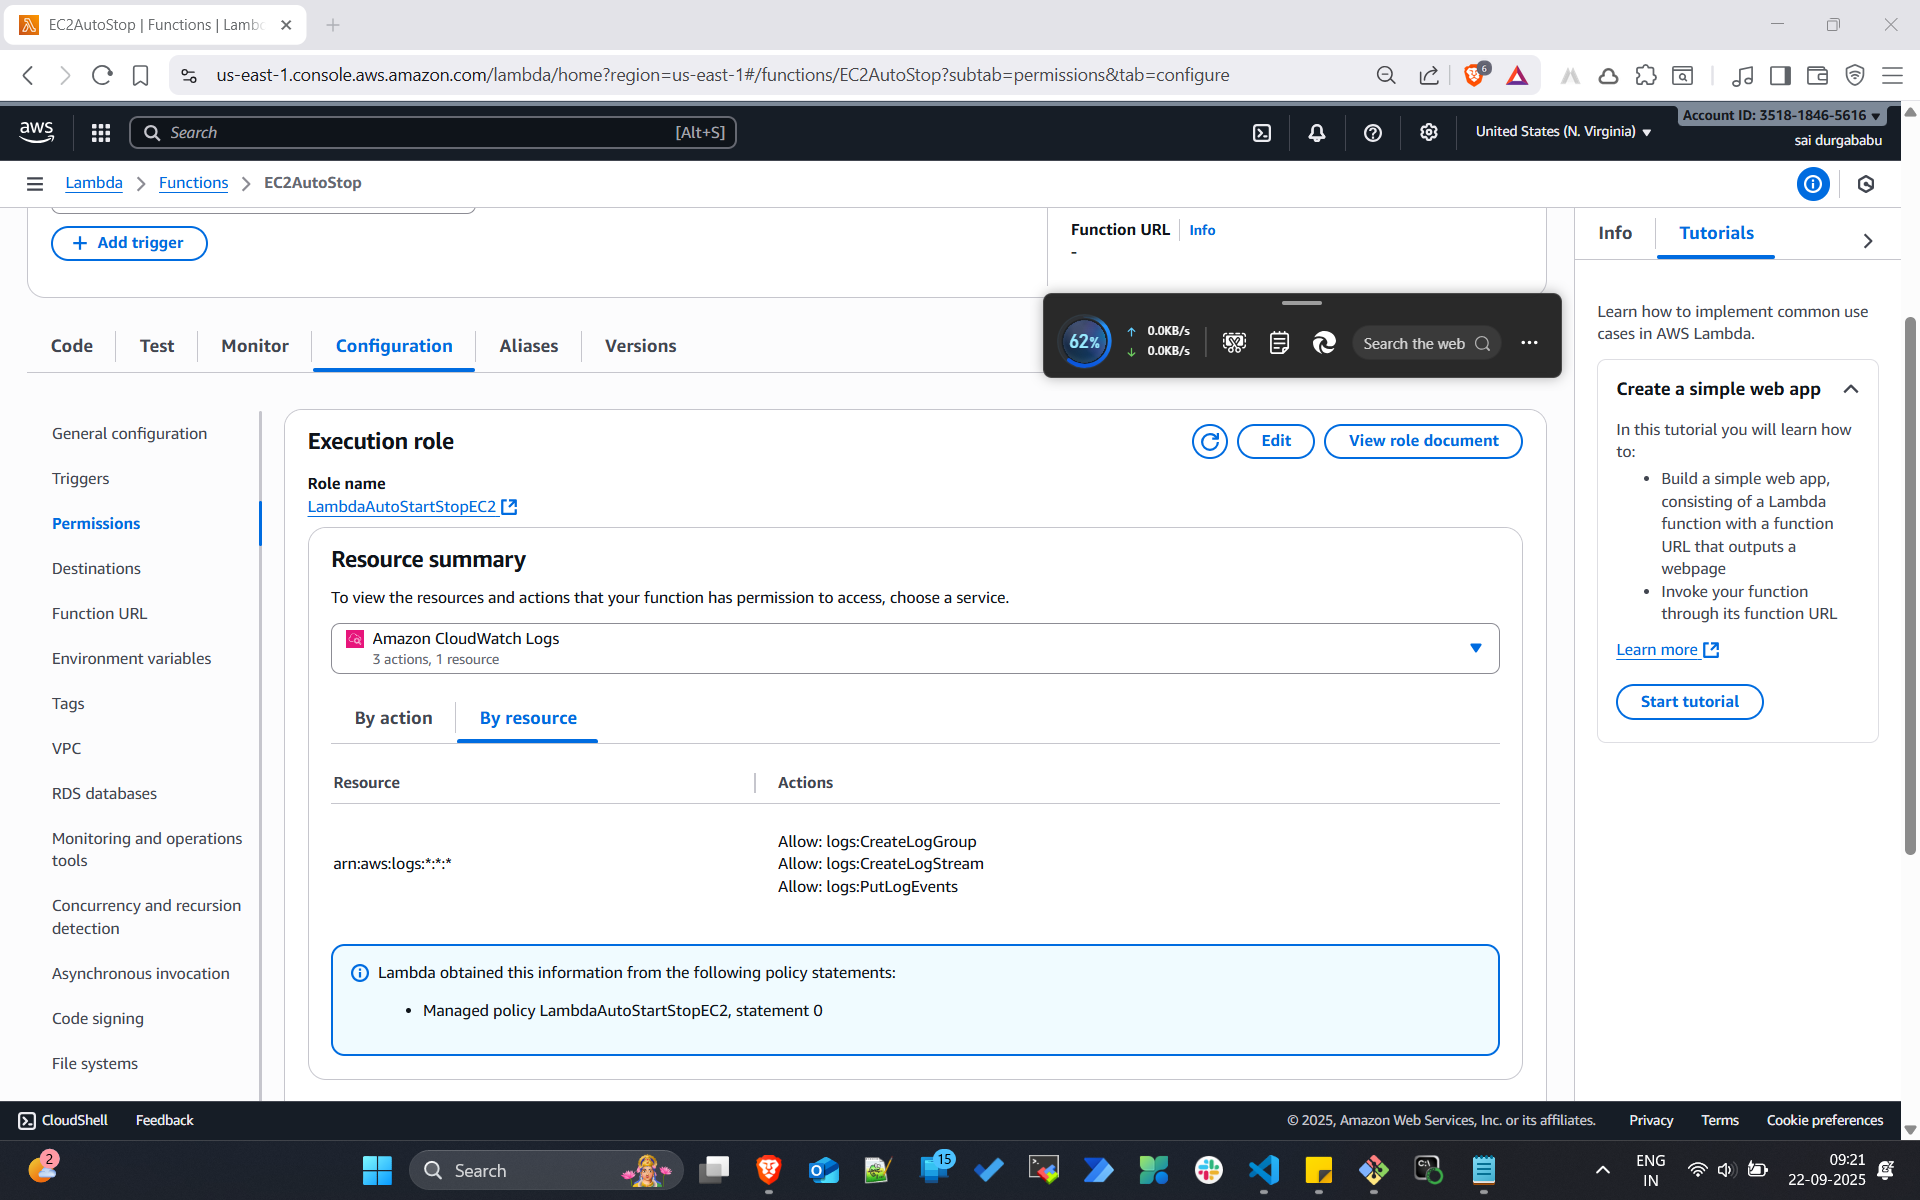 EC2AutoStop | Functions | Lamb
us-east-1.console.aws.amazon.com/lambda/home?region=us-east-1#/functions/EC2AutoStop?subtab=permissions&tab=configure
6
aws
Search
[Alt+S]
United States (N. Virginia)
Account ID: 3518-1846-5616
sai durgababu
Lambda
Functions
EC2AutoStop
Add trigger
Function URL
Info
-
Info
Tutorials
62%
0.0KB/s
0.0KB/s
Search the web
Code
Test
Monitor
Configuration
Aliases
Versions
General configuration
Triggers
Permissions
Destinations
Function URL
Environment variables
Tags
VPC
RDS databases
Monitoring and operations
tools
Concurrency and recursion
detection
Asynchronous invocation
Code signing
File systems
Execution role
Edit
View role document
Role name
LambdaAutoStartStopEC2
Resource summary
To view the resources and actions that your function has permission to access, choose a service.
Amazon CloudWatch Logs
3 actions, 1 resource
By action
By resource
Resource
Actions
arn:aws:logs:*:*:*
Allow: logs:CreateLogGroup
Allow: logs:CreateLogStream
Allow: logs:PutLogEvents
Lambda obtained this information from the following policy statements:
• Managed policy LambdaAutoStartStopEC2, statement 0
Learn how to implement common use
cases in AWS Lambda.
Create a simple web app
In this tutorial you will learn how
to:
• Build a simple web app,
consisting of a Lambda
function with a function
URL that outputs a
webpage
• Invoke your function
through its function URL
Learn more
Start tutorial
CloudShell
Feedback
© 2025, Amazon Web Services, Inc. or its affiliates.
Privacy
Terms
Cookie preferences
2
Search
15
ENG
IN
09:21
22-09-2025